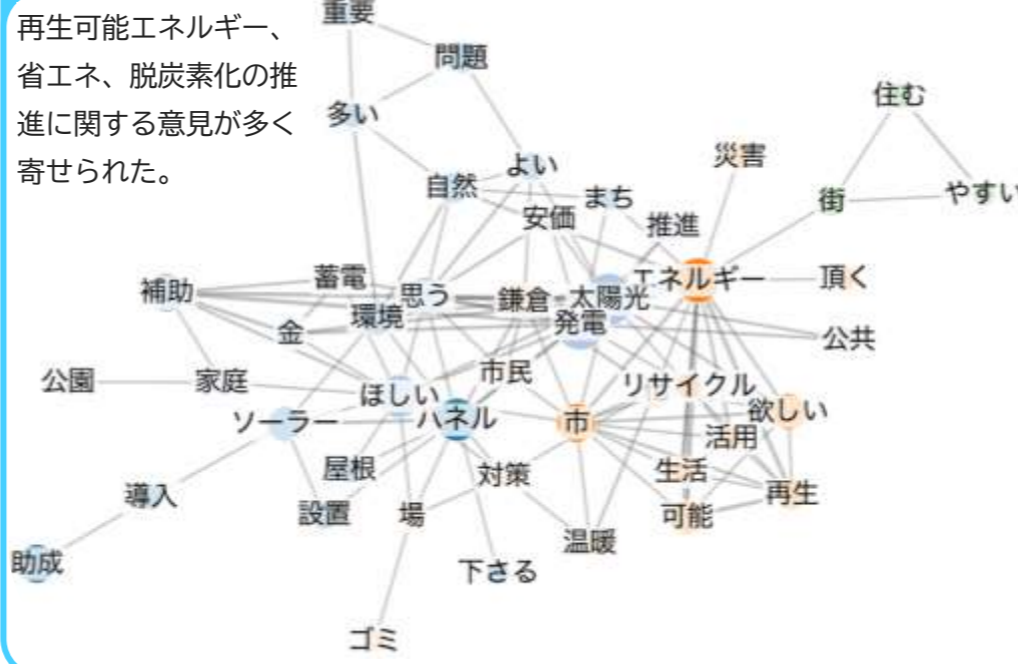 再生可能エネルギー、
省エネ、脱炭素化の推
進に関する意見が多く
寄せられた。
重要
問題
多い
住む
災害
よい
自然
まち
街
やすい
安価
推進
補助
蓄電
思う
鎌倉
太陽光
エネルギー
頂く
環境
金
発電
公共
公園
家庭
ほしい
市民
リサイクル
ソーラー
ハネル
市
欲しい
活用
屋根
対策
生活
導入
設置
場
可能
再生
助成
下さる
温暖
ゴミ